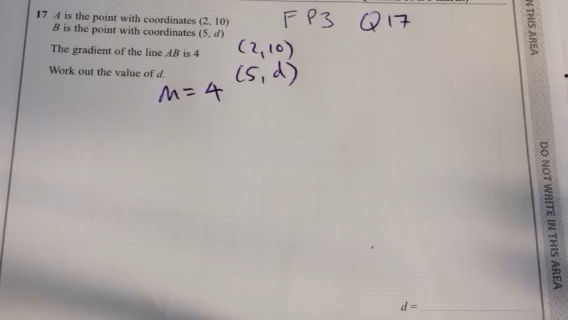 17 A is the point with coordinates (2, 10)
B is the point with coordinates (5, d)
The gradient of the line AB is 4
Work out the value of d.
FP3 Q17
(2,10)
(5,d)
M=4
d =
N THIS AREA
DO NOT WRITE IN THIS AREA